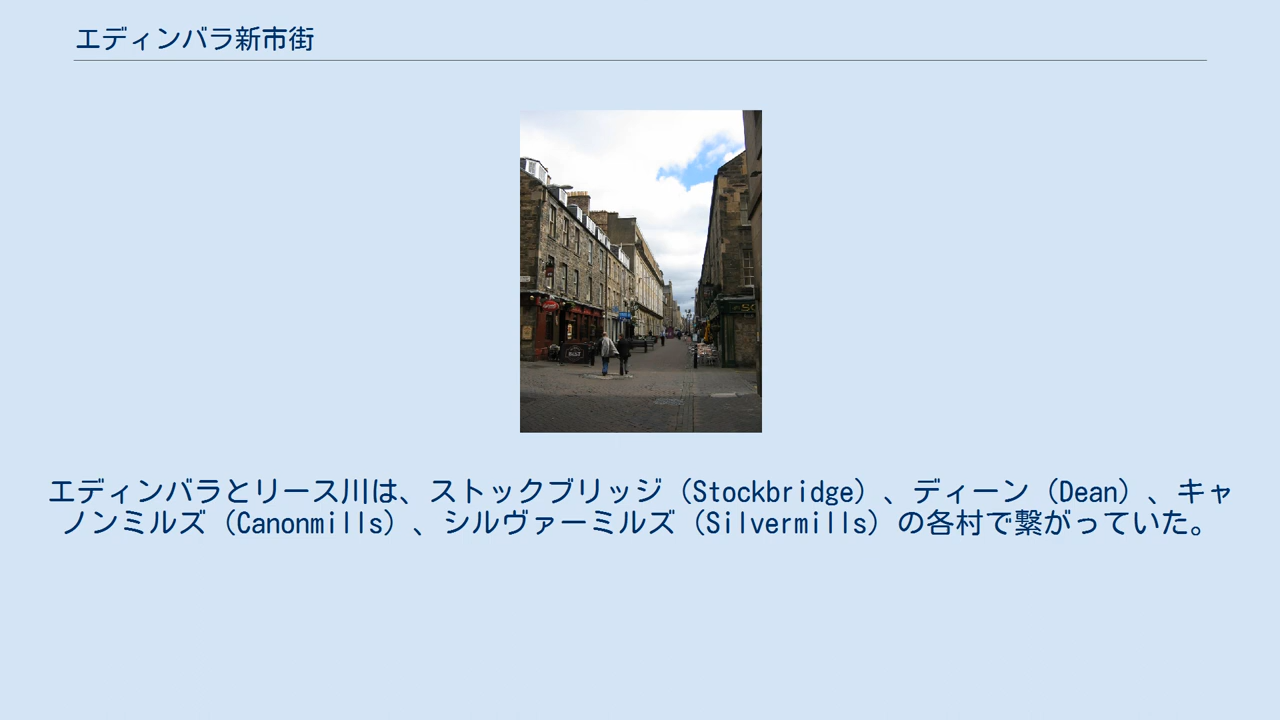 エディンバラ新市街
エディンバラとリース川は、ストックブリッジ（Stockbridge）、ディーン（Dean）、キャ
ノンミルズ（Canonmills）、シルヴァーミルズ（Silvermills）の各村で繋がっていた。